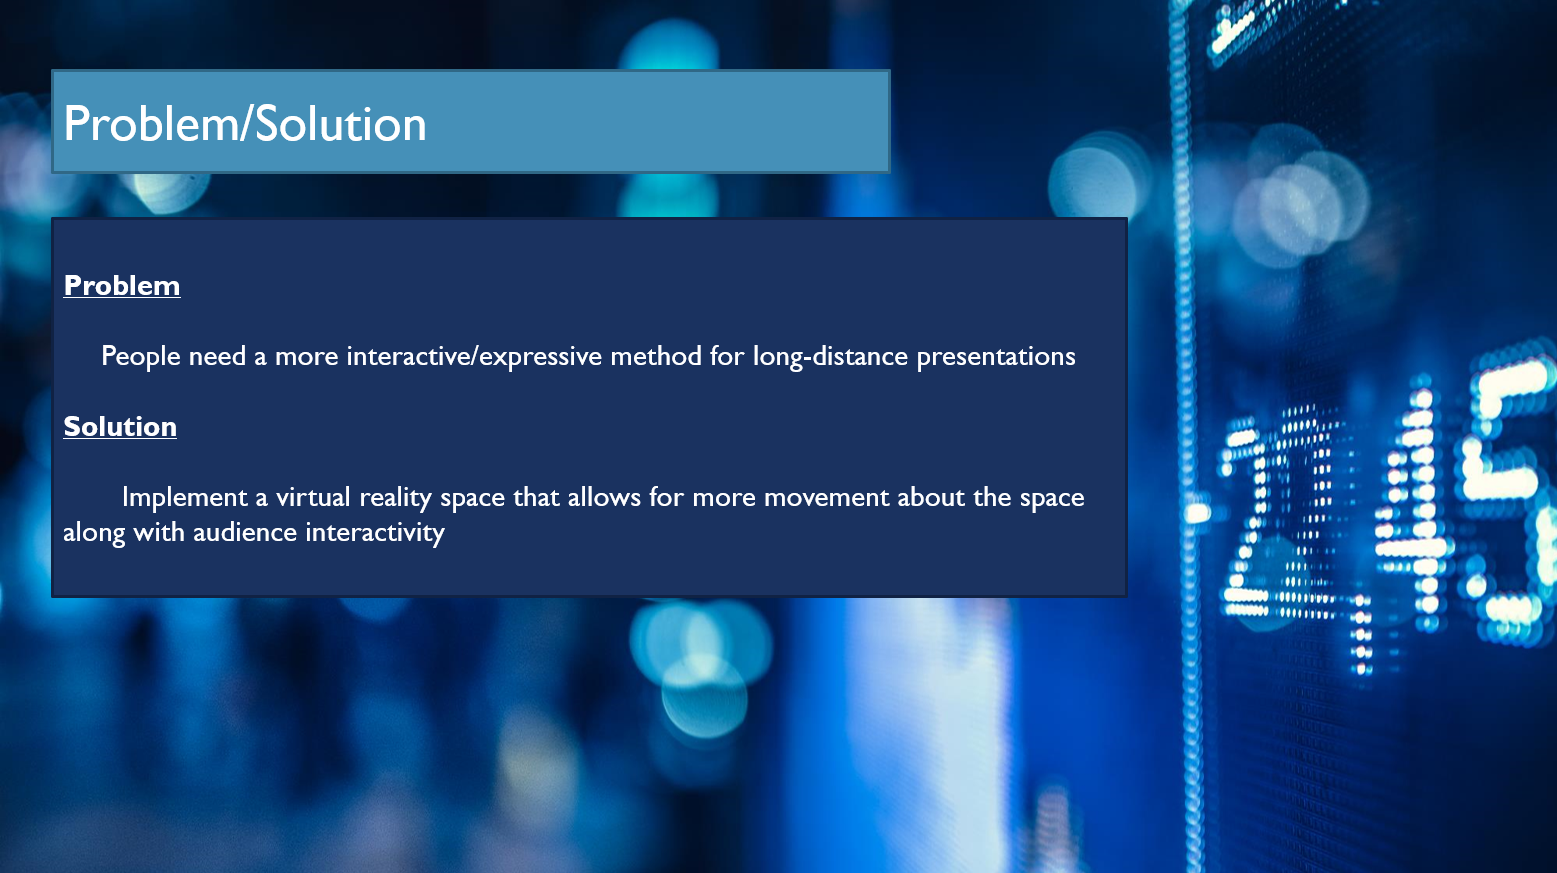 Problem/Solution
Problem
People need a more interactive/expressive method for long-distance presentations
Solution
Implement a virtual reality space that allows for more movement about the space
along with audience interactivity